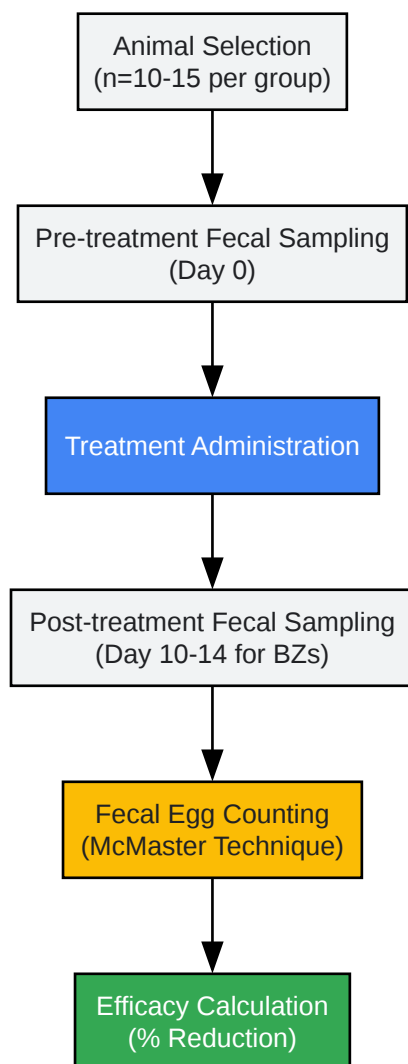 Animal Selection
(n=10-15 per group)
Pre-treatment Fecal Sampling
(Day 0)
Treatment Administration
Post-treatment Fecal Sampling
(Day 10-14 for BZs)
Fecal Egg Counting
(McMaster Technique)
Efficacy Calculation
(% Reduction)